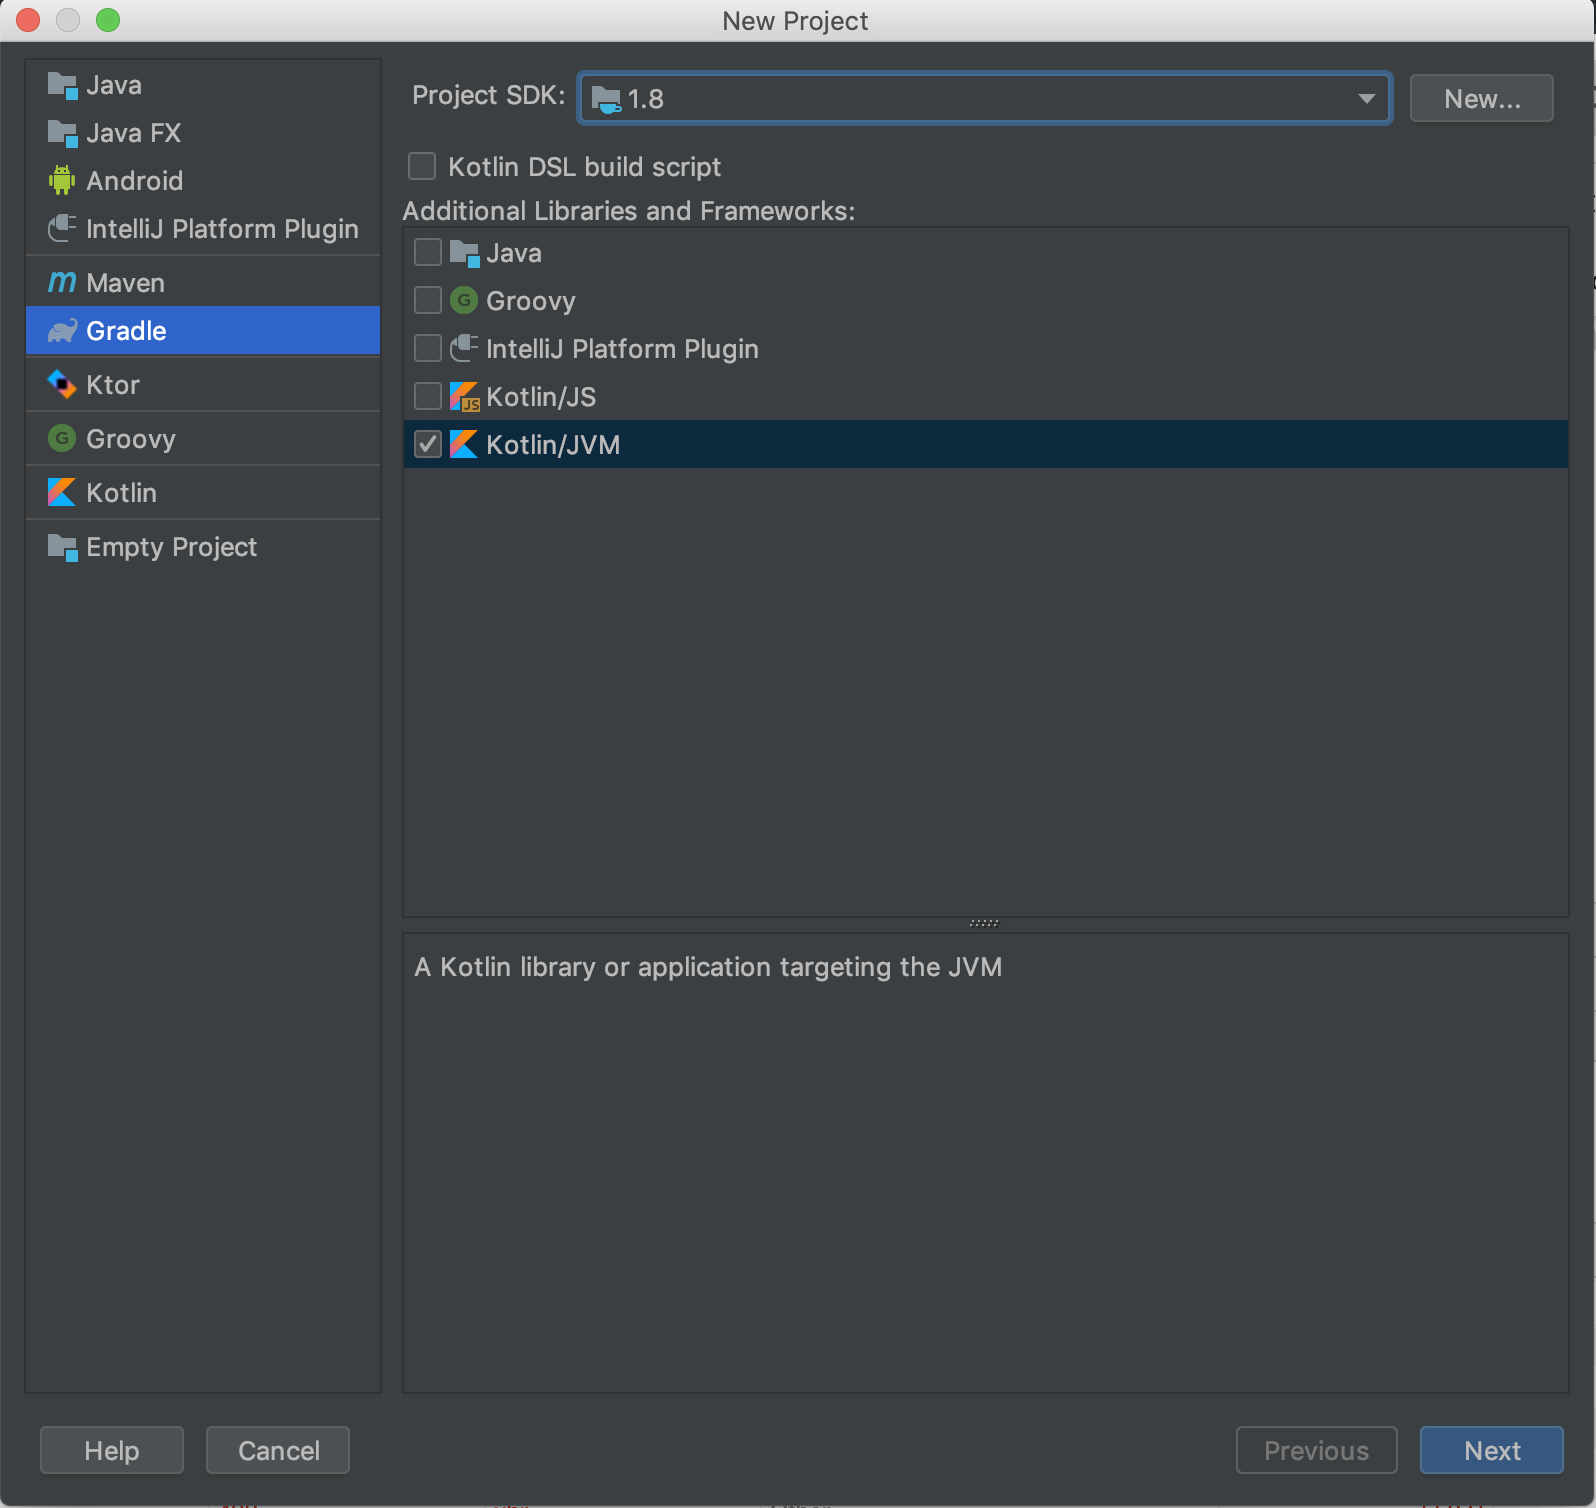 New Project
Java
Java FX
Android
IntelliJ Platform Plugin
Maven
Gradle
Ktor
Groovy
Kotlin
Empty Project
Project SDK: 1.8 New...
Kotlin DSL build script
Additional Libraries and Frameworks:
Java
Groovy
IntelliJ Platform Plugin
Kotlin/JS
Kotlin/JVM
A Kotlin library or application targeting the JVM
Help Cancel Previous Next